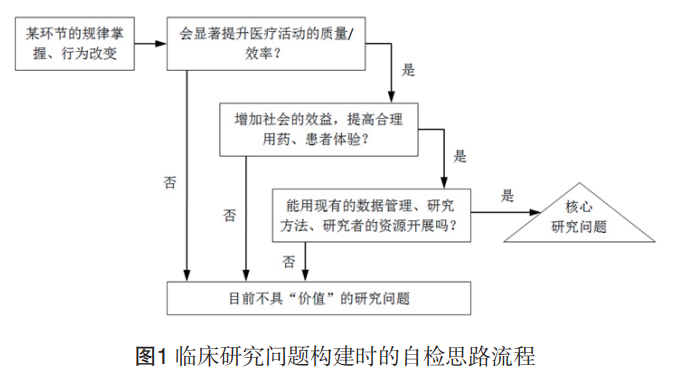 某环节的规律掌
握、行为改变
会显著提升医疗活动的质量/
效率？
是
增加社会的效益，提高合理
用药、患者体验？
否
是
能用现有的数据管理、研究
方法、研究者的资源开展吗？
是
核心
研究问题
否
否
目前不具“价值”的研究问题
图1 临床研究问题构建时的自检思路流程